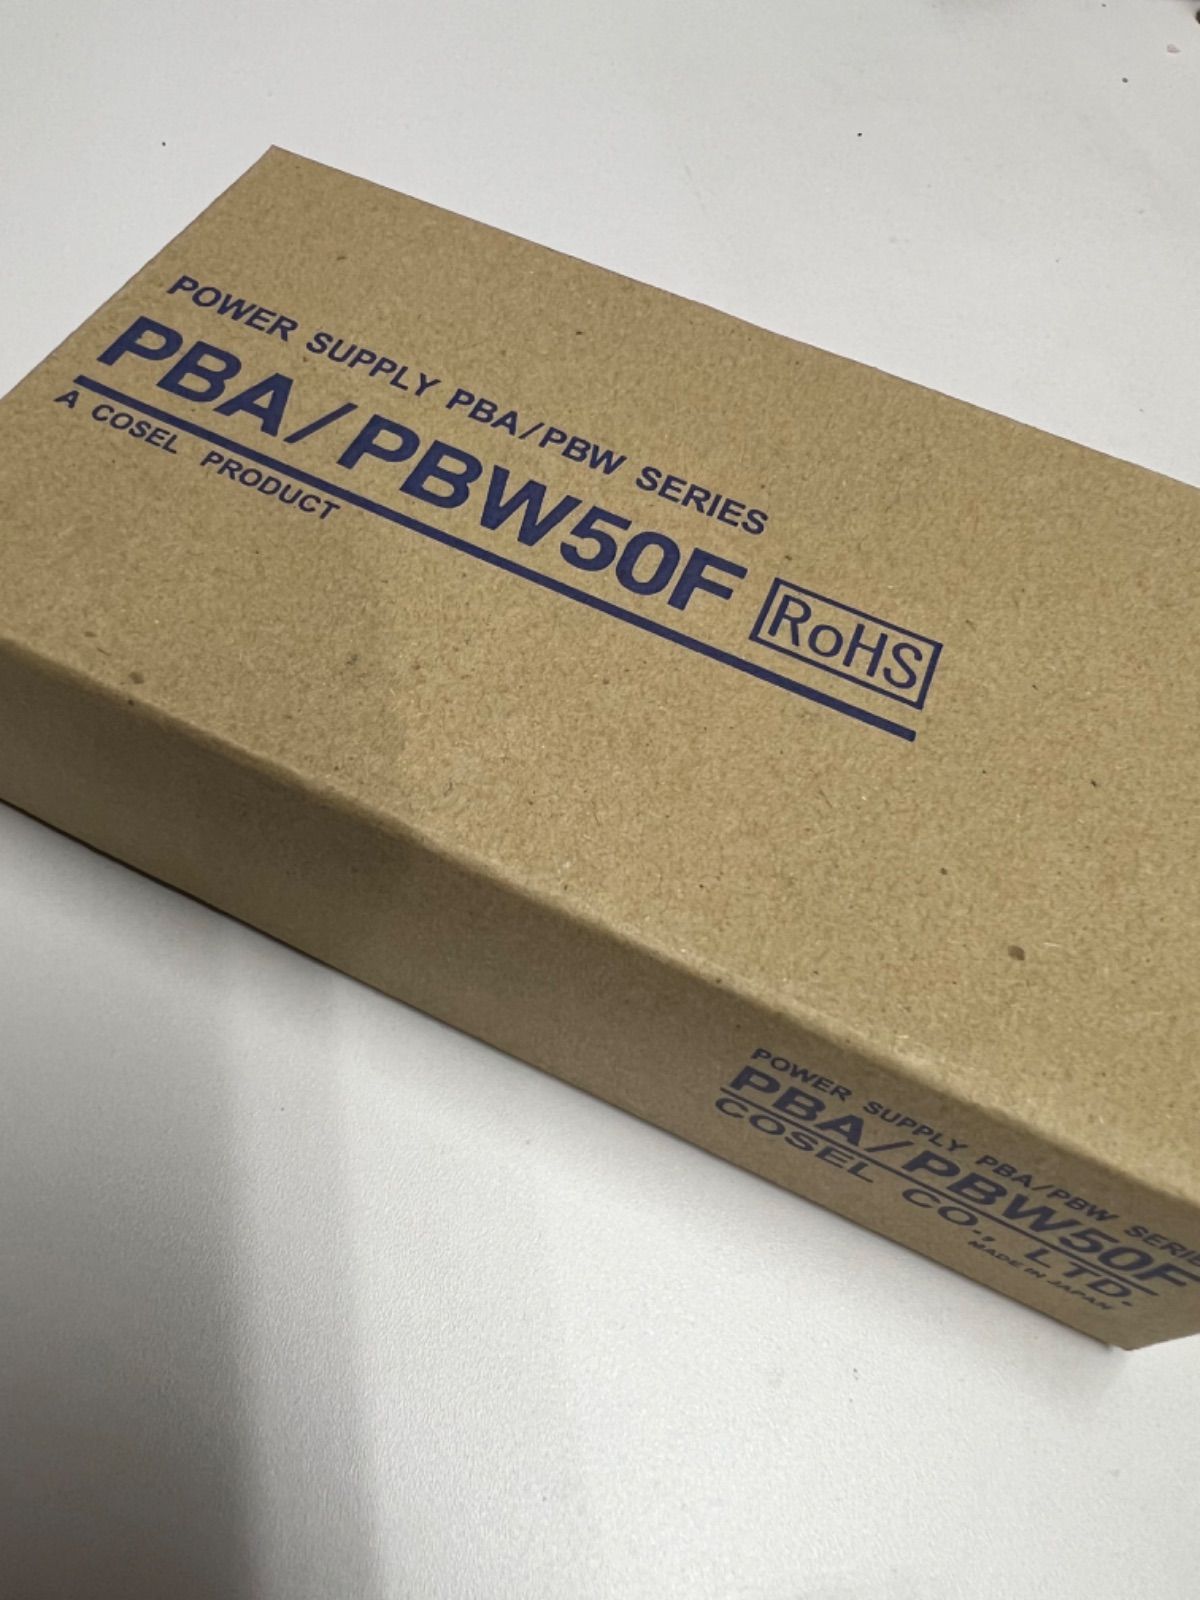 POWER SUPPLY PBA/PBW SERIES
PBA/PBW50F RoHS
A COSEL PRODUCT
POWER SUPPLY PBA/PBW SERIE
PBA/PBW50F
COSEL CO., LTD.
MADE IN JAPAN